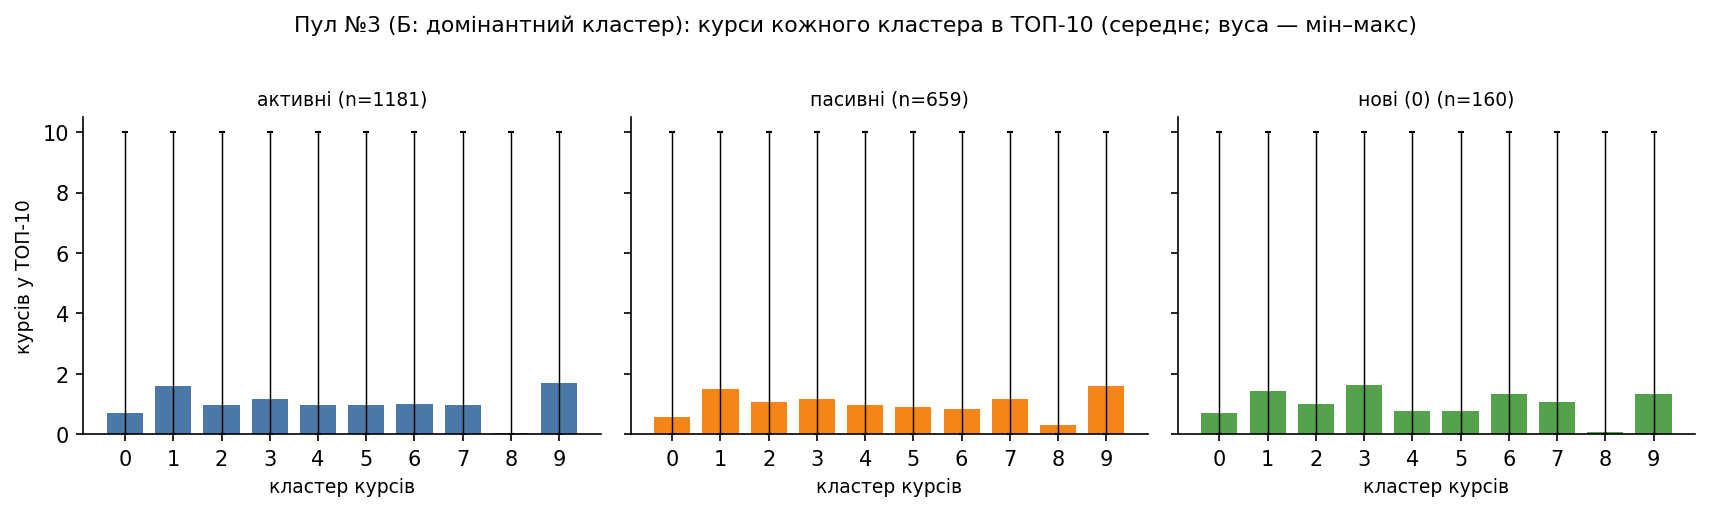 Пул №3 (Б: домінантний кластер): курси кожного кластера в ТОП-10 (середнє; вуса — мін–макс)
активні (n=1181)
пасивні (n=659)
нові (0) (n=160)
курсів у ТОП-10
10
8
6
4
2
0
0 1 2 3 4 5 6 7 8 9
0 1 2 3 4 5 6 7 8 9
0 1 2 3 4 5 6 7 8 9
кластер курсів
кластер курсів
кластер курсів